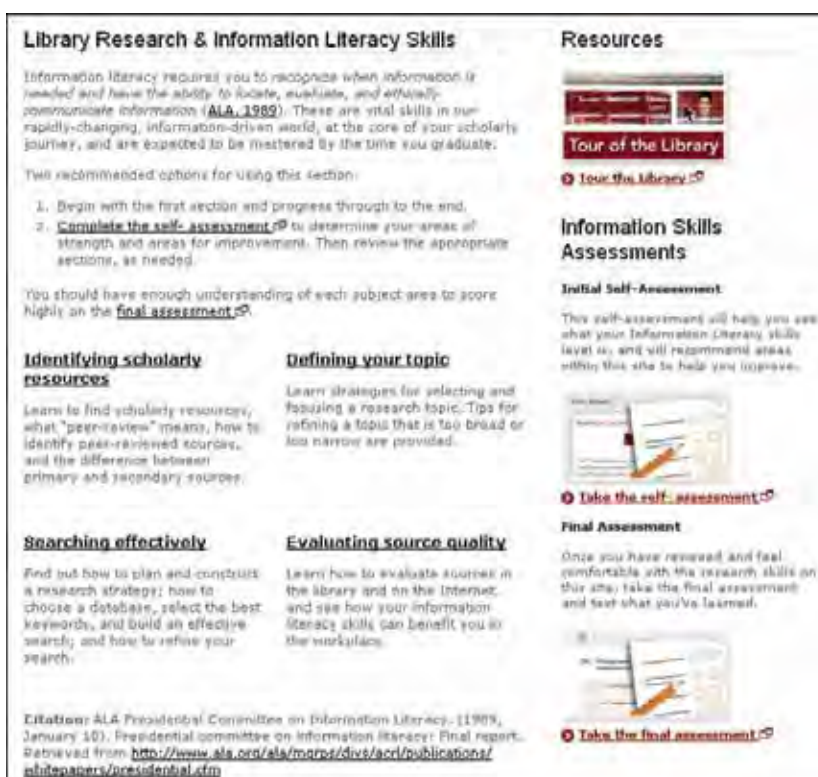 Library Research & Information Literacy Skills
Information literacy requires you to recognize when information is
needed and have the ability to locate, evaluate, and ethically
communicate information (ALA, 1989). These are vital skills in our
rapidly-changing, information-driven world, at the core of your scholarly
journey, and are expected to be mastered by the time you graduate.
Two recommended options for using this section:
1. Begin with the first section and progress through to the end.
2. Complete the self- assessment to determine your areas of
strength and areas for improvement. Then review the appropriate
sections, as needed.
You should have enough understanding of each subject area to score
highly on the final assessment.
Identifying scholarly
resources
Learn to find scholarly resources,
what "peer-review" means, how to
identify peer-reviewed sources,
and the difference between
primary and secondary sources.
Defining your topic
Learn strategies for selecting and
focusing a research topic. Tips for
refining a topic that is too broad or
too narrow are provided.
Searching effectively
Find out how to plan and construct
a research strategy; how to
choose a database, select the best
keywords, and build an effective
search; and how to refine your
search.
Evaluating source quality
Learn how to evaluate sources in
the library and on the Internet,
and see how your information
literacy skills can benefit you in
the workplace.
Citation: ALA Presidential Committee on Information Literacy. (1989,
January 10). Presidential committee on information literacy: Final report.
Retrieved from http://www.ala.org/ala/mgrps/divs/acrl/publications/
whitepapers/presidential.cfm
Resources
Tour of the Library
Tour the Library
Information Skills
Assessments
Initial Self-Assessment
This self-assessment will help you see
what your Information Literacy skills
level is, and will recommend areas
within this site to help you improve.
Take the self- assessment
Final Assessment
Once you have reviewed and feel
comfortable with the research skills on
this site, take the final assessment
and test what you've learned.
Take the final assessment